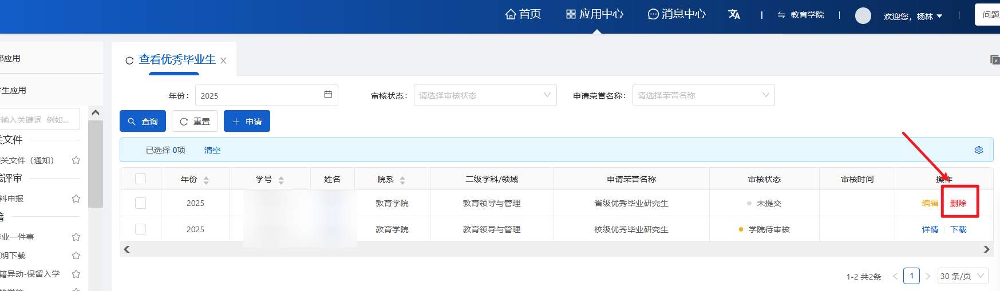 首页 应用中心 消息中心 教育学院 欢迎您，杨林 问题
部应用
学生应用
请输入关键词 例如...
关文件
相关文件（通知）
评审
料申报
籍
毕业一件事
明下载
籍异动-保留入学
查看优秀毕业生
年份： 2025 审核状态： 请选择审核状态 申请荣誉名称： 请选择荣誉名称
查询 重置 申请
已选择 0项 清空
年份 学号 姓名 院系 二级学科/领域 申请荣誉名称 审核状态 审核时间 操作
2025 教育学院 教育领导与管理 省级优秀毕业研究生 未提交 编辑 删除
2025 教育学院 教育领导与管理 校级优秀毕业研究生 学院待审核 详情 下载
1-2 共2条 1 30 条/页